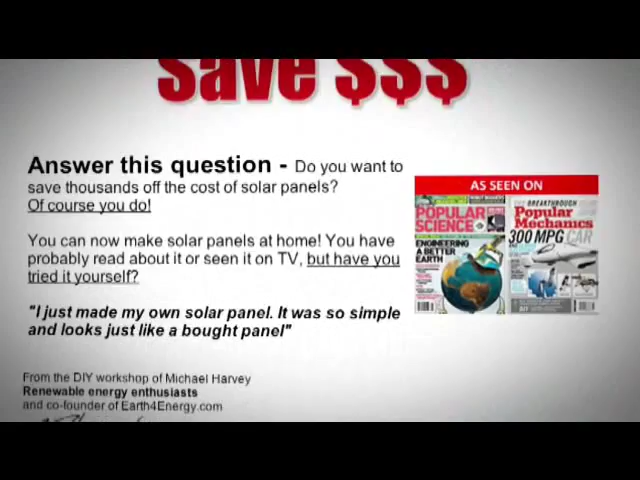 save $$$
Answer this question - Do you want to
save thousands off the cost of solar panels?
Of course you do!
You can now make solar panels at home! You have
probably read about it or seen it on TV, but have you
tried it yourself?
"I just made my own solar panel. It was so simple
and looks just like a bought panel"
From the DIY workshop of Michael Harvey
Renewable energy enthusiasts
and co-founder of Earth4Energy.com
AS SEEN ON
POPULAR
SCIENCE
ENGINEERING
A BETTER
EARTH
BREAKTHROUGH
Popular
Mechanics
300 MPG CAR